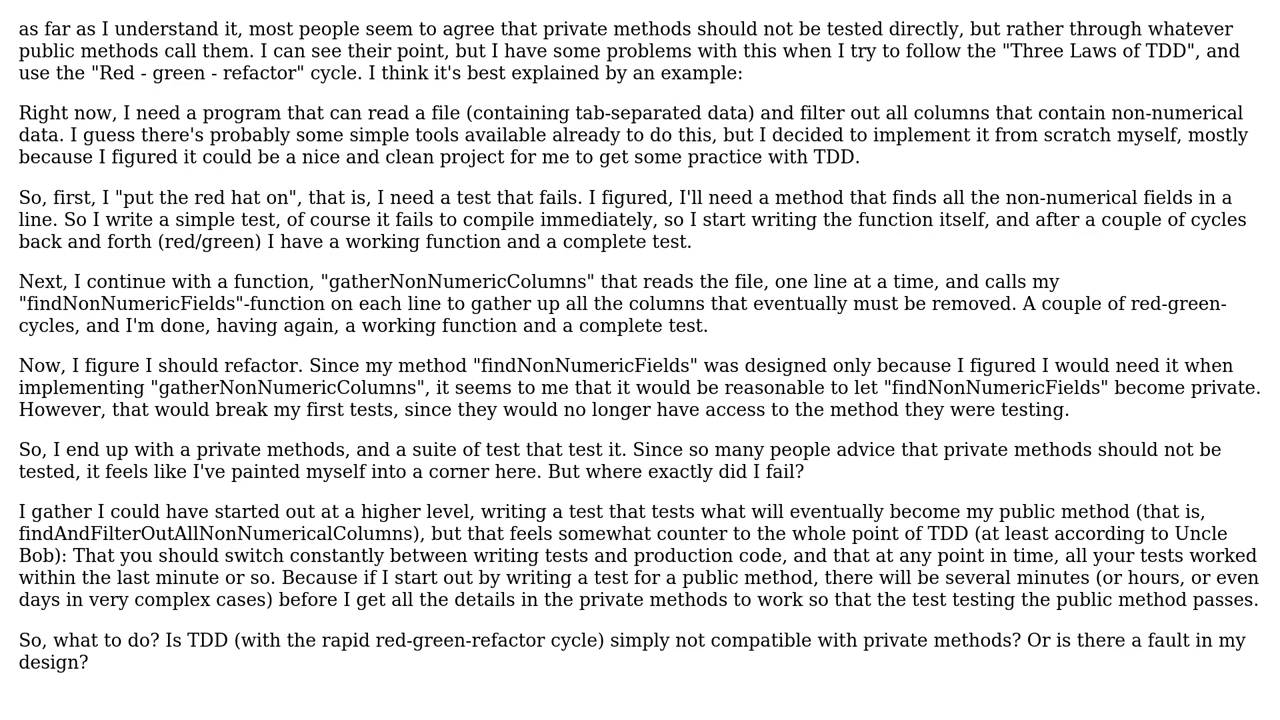 as far as I understand it, most people seem to agree that private methods should not be tested directly, but rather through whatever
public methods call them. I can see their point, but I have some problems with this when I try to follow the "Three Laws of TDD", and
use the "Red - green - refactor" cycle. I think it's best explained by an example:
Right now, I need a program that can read a file (containing tab-separated data) and filter out all columns that contain non-numerical
data. I guess there's probably some simple tools available already to do this, but I decided to implement it from scratch myself, mostly
because I figured it could be a nice and clean project for me to get some practice with TDD.
So, first, I "put the red hat on", that is, I need a test that fails. I figured, I'll need a method that finds all the non-numerical fields in a
line. So I write a simple test, of course it fails to compile immediately, so I start writing the function itself, and after a couple of cycles
back and forth (red/green) I have a working function and a complete test.
Next, I continue with a function, "gatherNonNumericColumns" that reads the file, one line at a time, and calls my
"findNonNumericFields"-function on each line to gather up all the columns that eventually must be removed. A couple of red-green-
cycles, and I'm done, having again, a working function and a complete test.
Now, I figure I should refactor. Since my method "findNonNumericFields" was designed only because I figured I would need it when
implementing "gatherNonNumericColumns", it seems to me that it would be reasonable to let "findNonNumericFields" become private.
However, that would break my first tests, since they would no longer have access to the method they were testing.
So, I end up with a private methods, and a suite of test that test it. Since so many people advice that private methods should not be
tested, it feels like I've painted myself into a corner here. But where exactly did I fail?
I gather I could have started out at a higher level, writing a test that tests what will eventually become my public method (that is,
findAndFilterOutAllNonNumericalColumns), but that feels somewhat counter to the whole point of TDD (at least according to Uncle
Bob): That you should switch constantly between writing tests and production code, and that at any point in time, all your tests worked
within the last minute or so. Because if I start out by writing a test for a public method, there will be several minutes (or hours, or even
days in very complex cases) before I get all the details in the private methods to work so that the test testing the public method passes.
So, what to do? Is TDD (with the rapid red-green-refactor cycle) simply not compatible with private methods? Or is there a fault in my
design?